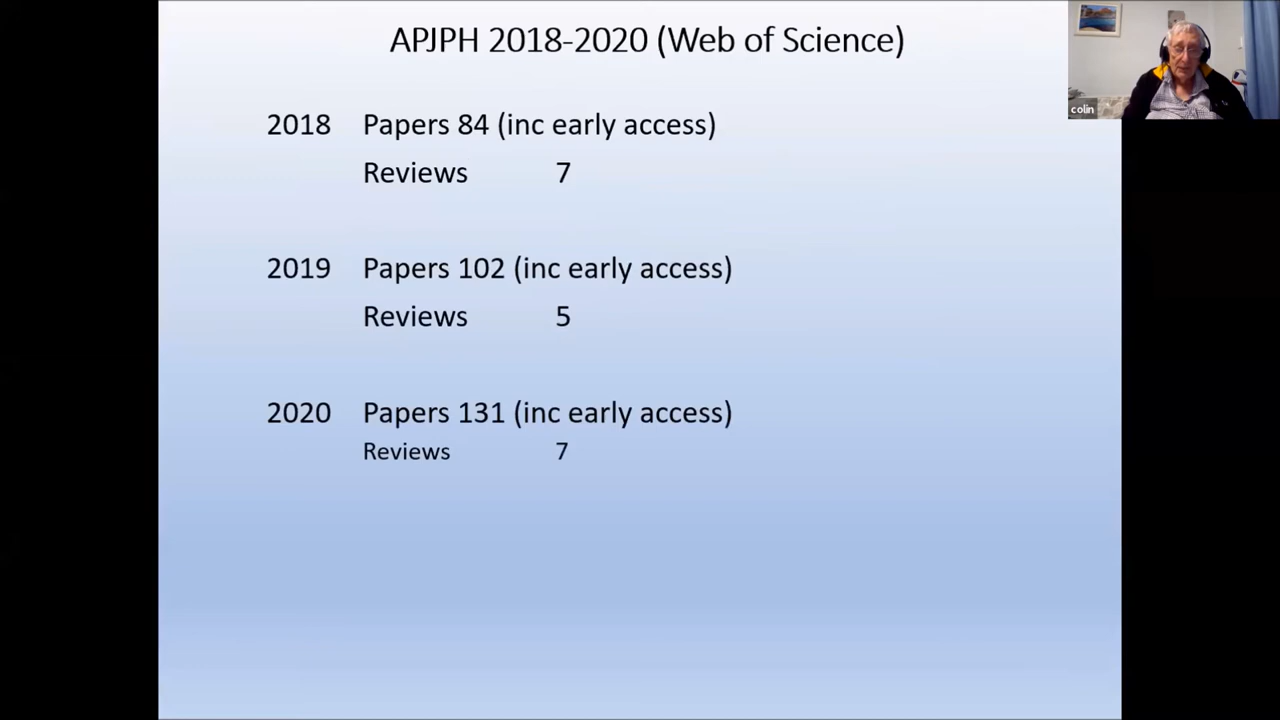 APJPH 2018-2020 (Web of Science)
colin
2018 Papers 84 (inc early access)
Reviews 7
2019 Papers 102 (inc early access)
Reviews 5
2020 Papers 131 (inc early access)
Reviews 7